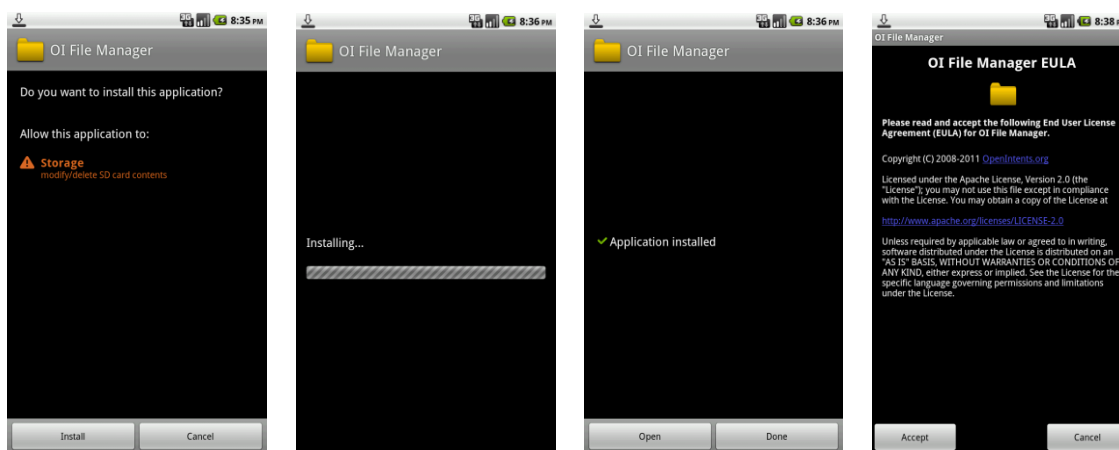 8:35 PM
OI File Manager
Do you want to install this application?
Allow this application to:
Storage
modify/delete SD card contents
Install
Cancel
3G
8:36 PM
OI File Manager
Installing...
3G
8:36 PM
OI File Manager
Application installed
Open
Done
3G
8:38 P
OI File Manager
OI File Manager EULA
Please read and accept the following End User License
Agreement (EULA) for OI File Manager.
Copyright (C) 2008-2011 OpenIntents.org
Licensed under the Apache License, Version 2.0 (the
"License"); you may not use this file except in compliance
with the License. You may obtain a copy of the License at
http://www.apache.org/licenses/LICENSE-2.0
Unless required by applicable law or agreed to in writing,
software distributed under the License is distributed on an
"AS IS" BASIS, WITHOUT WARRANTIES OR CONDITIONS OF
ANY KIND, either express or implied. See the License for the
specific language governing permissions and limitations
under the License.
Accept
Cancel